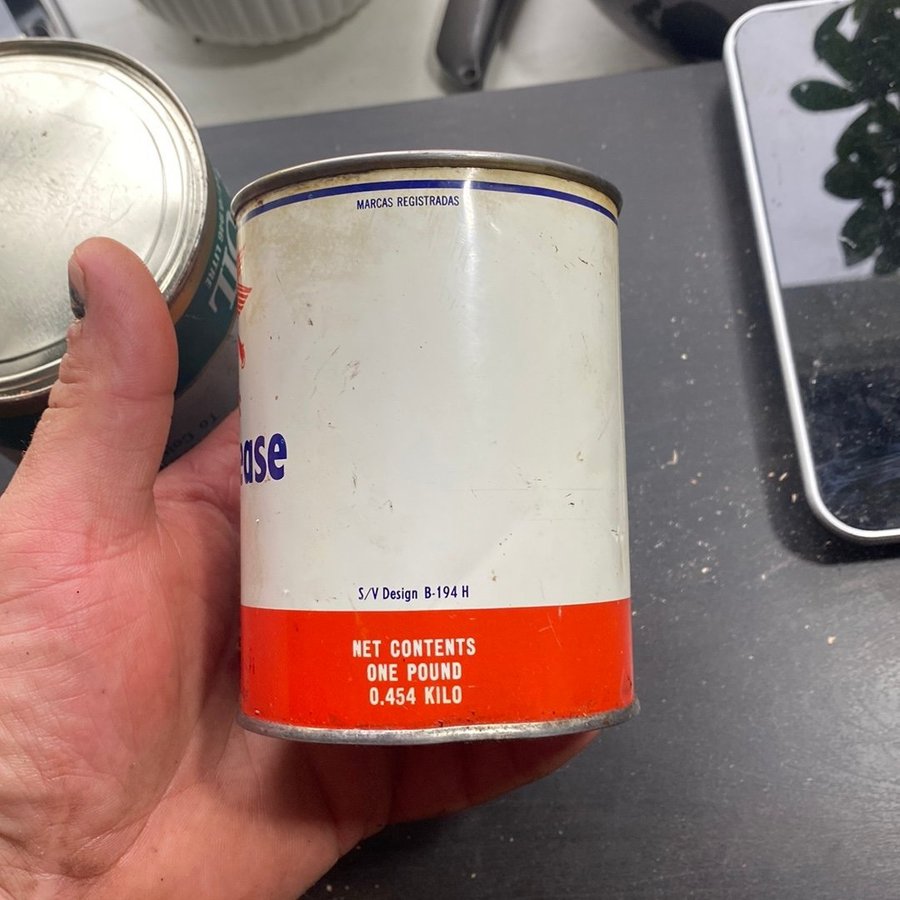 MARCAS REGISTRADAS
ease
S/V Design B-194 H
NET CONTENTS
ONE POUND
0.454 KILO